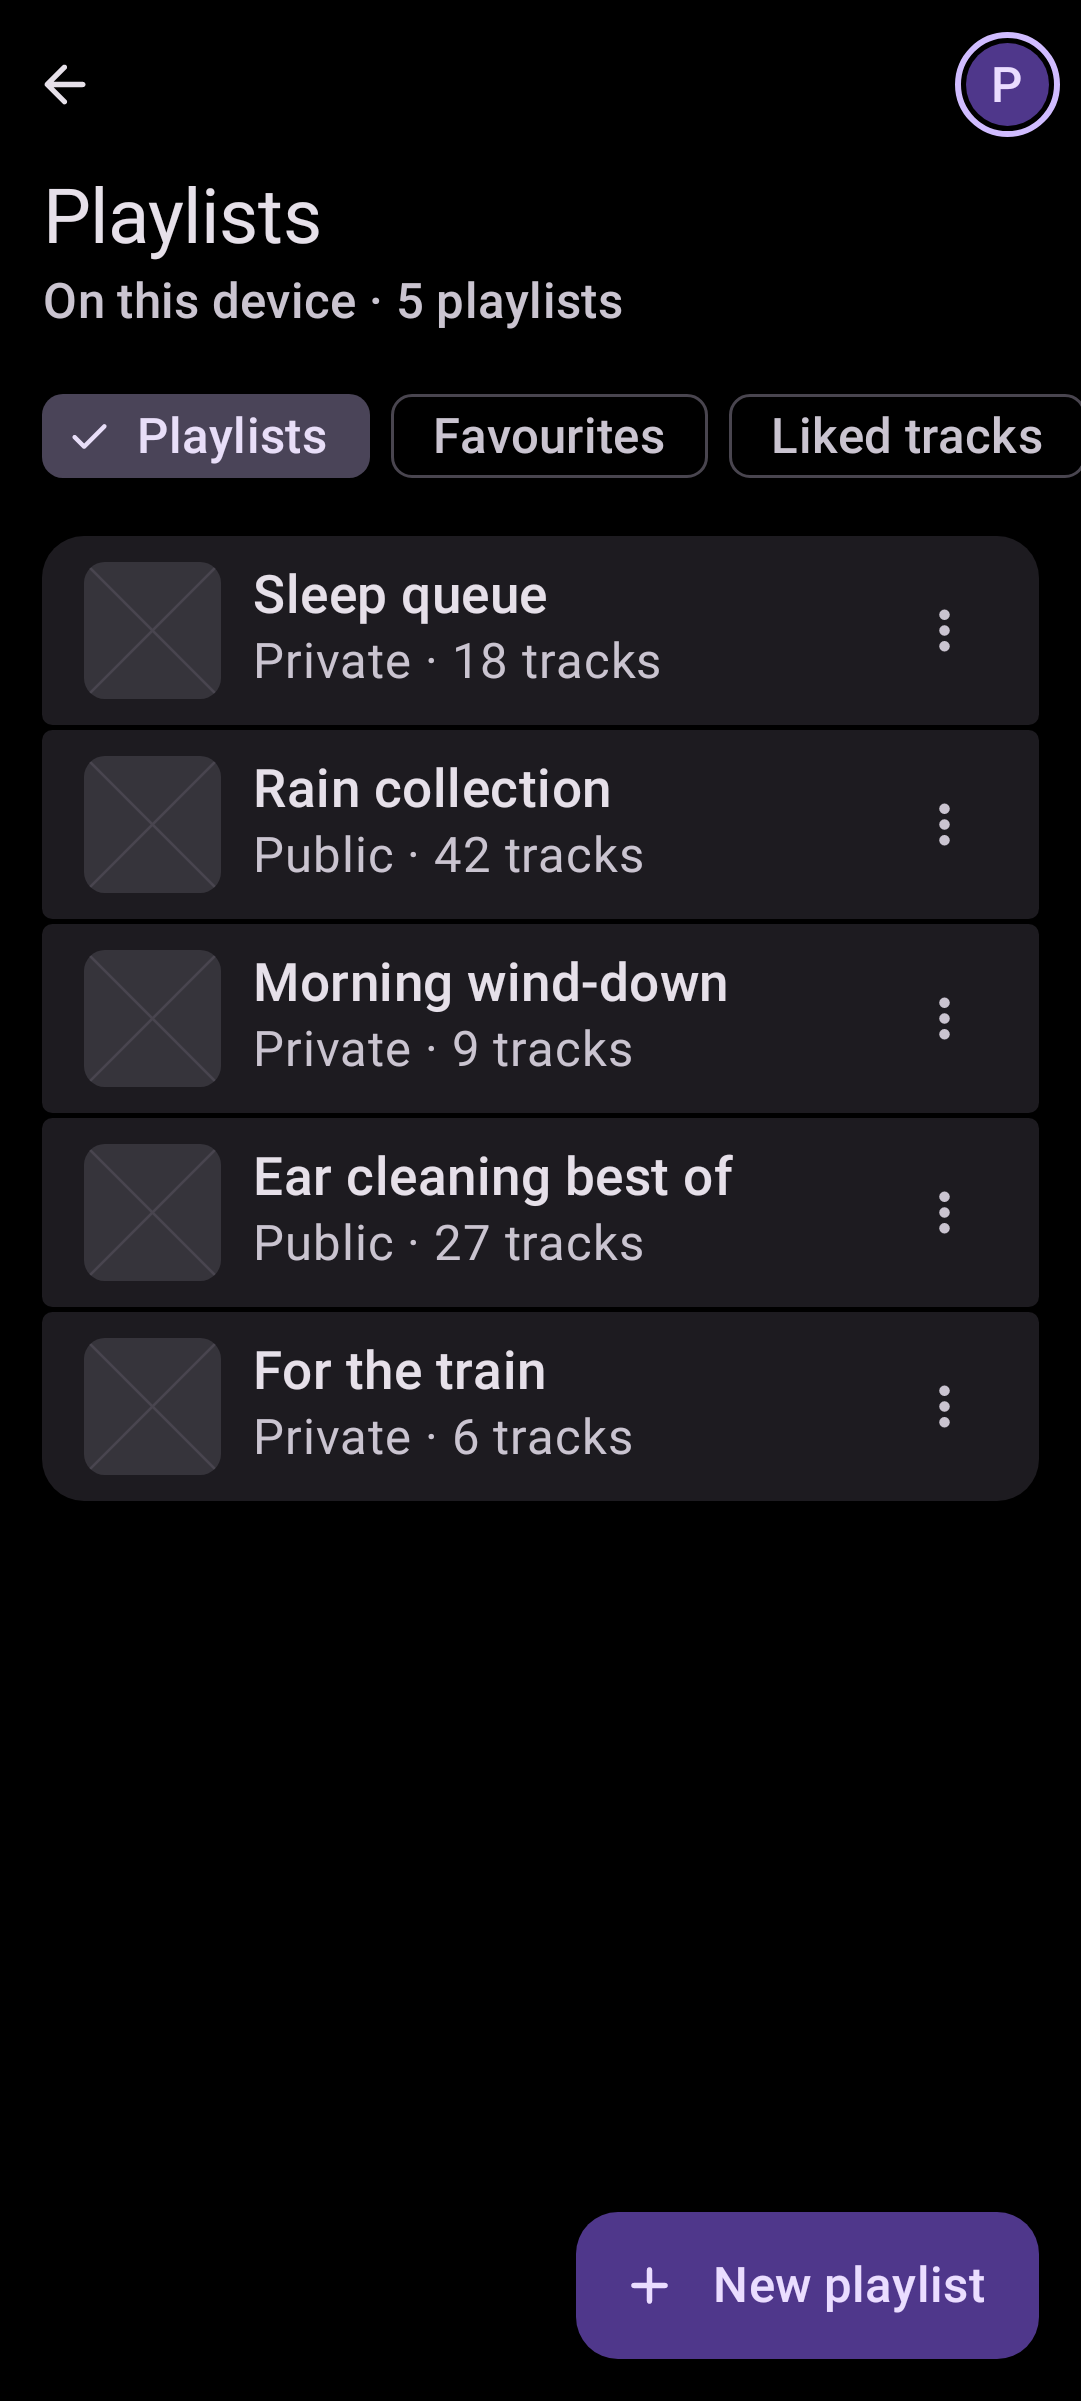 P
Playlists
On this device · 5 playlists
Playlists
Favourites
Liked tracks
Sleep queue
Private · 18 tracks
Rain collection
Public · 42 tracks
Morning wind-down
Private · 9 tracks
Ear cleaning best of
Public · 27 tracks
For the train
Private · 6 tracks
New playlist